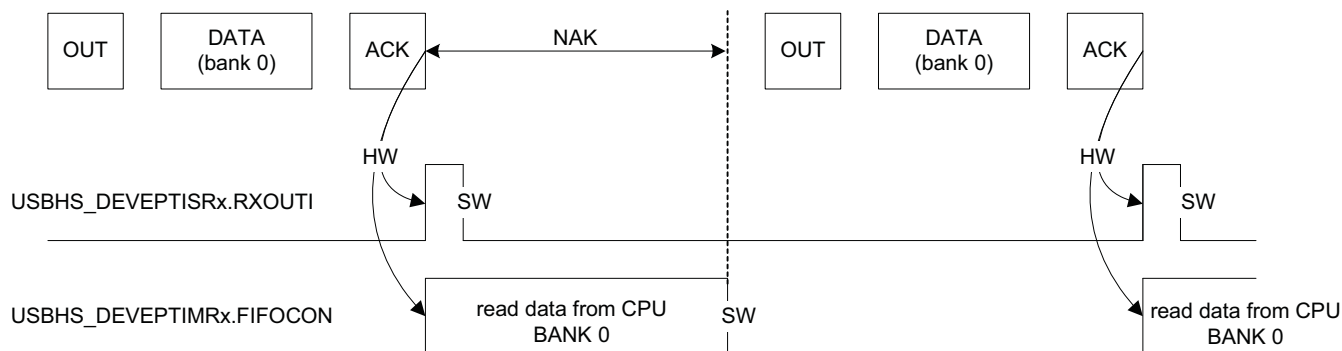 OUT
DATA
(bank 0)
ACK
NAK
OUT
DATA
(bank 0)
ACK
HW
HW
USBHS_DEVEPTISRx.RXOUTI
SW
SW
USBHS_DEVEPTIMRx.FIFOCON
read data from CPU
BANK 0
SW
read data from CPU
BANK 0